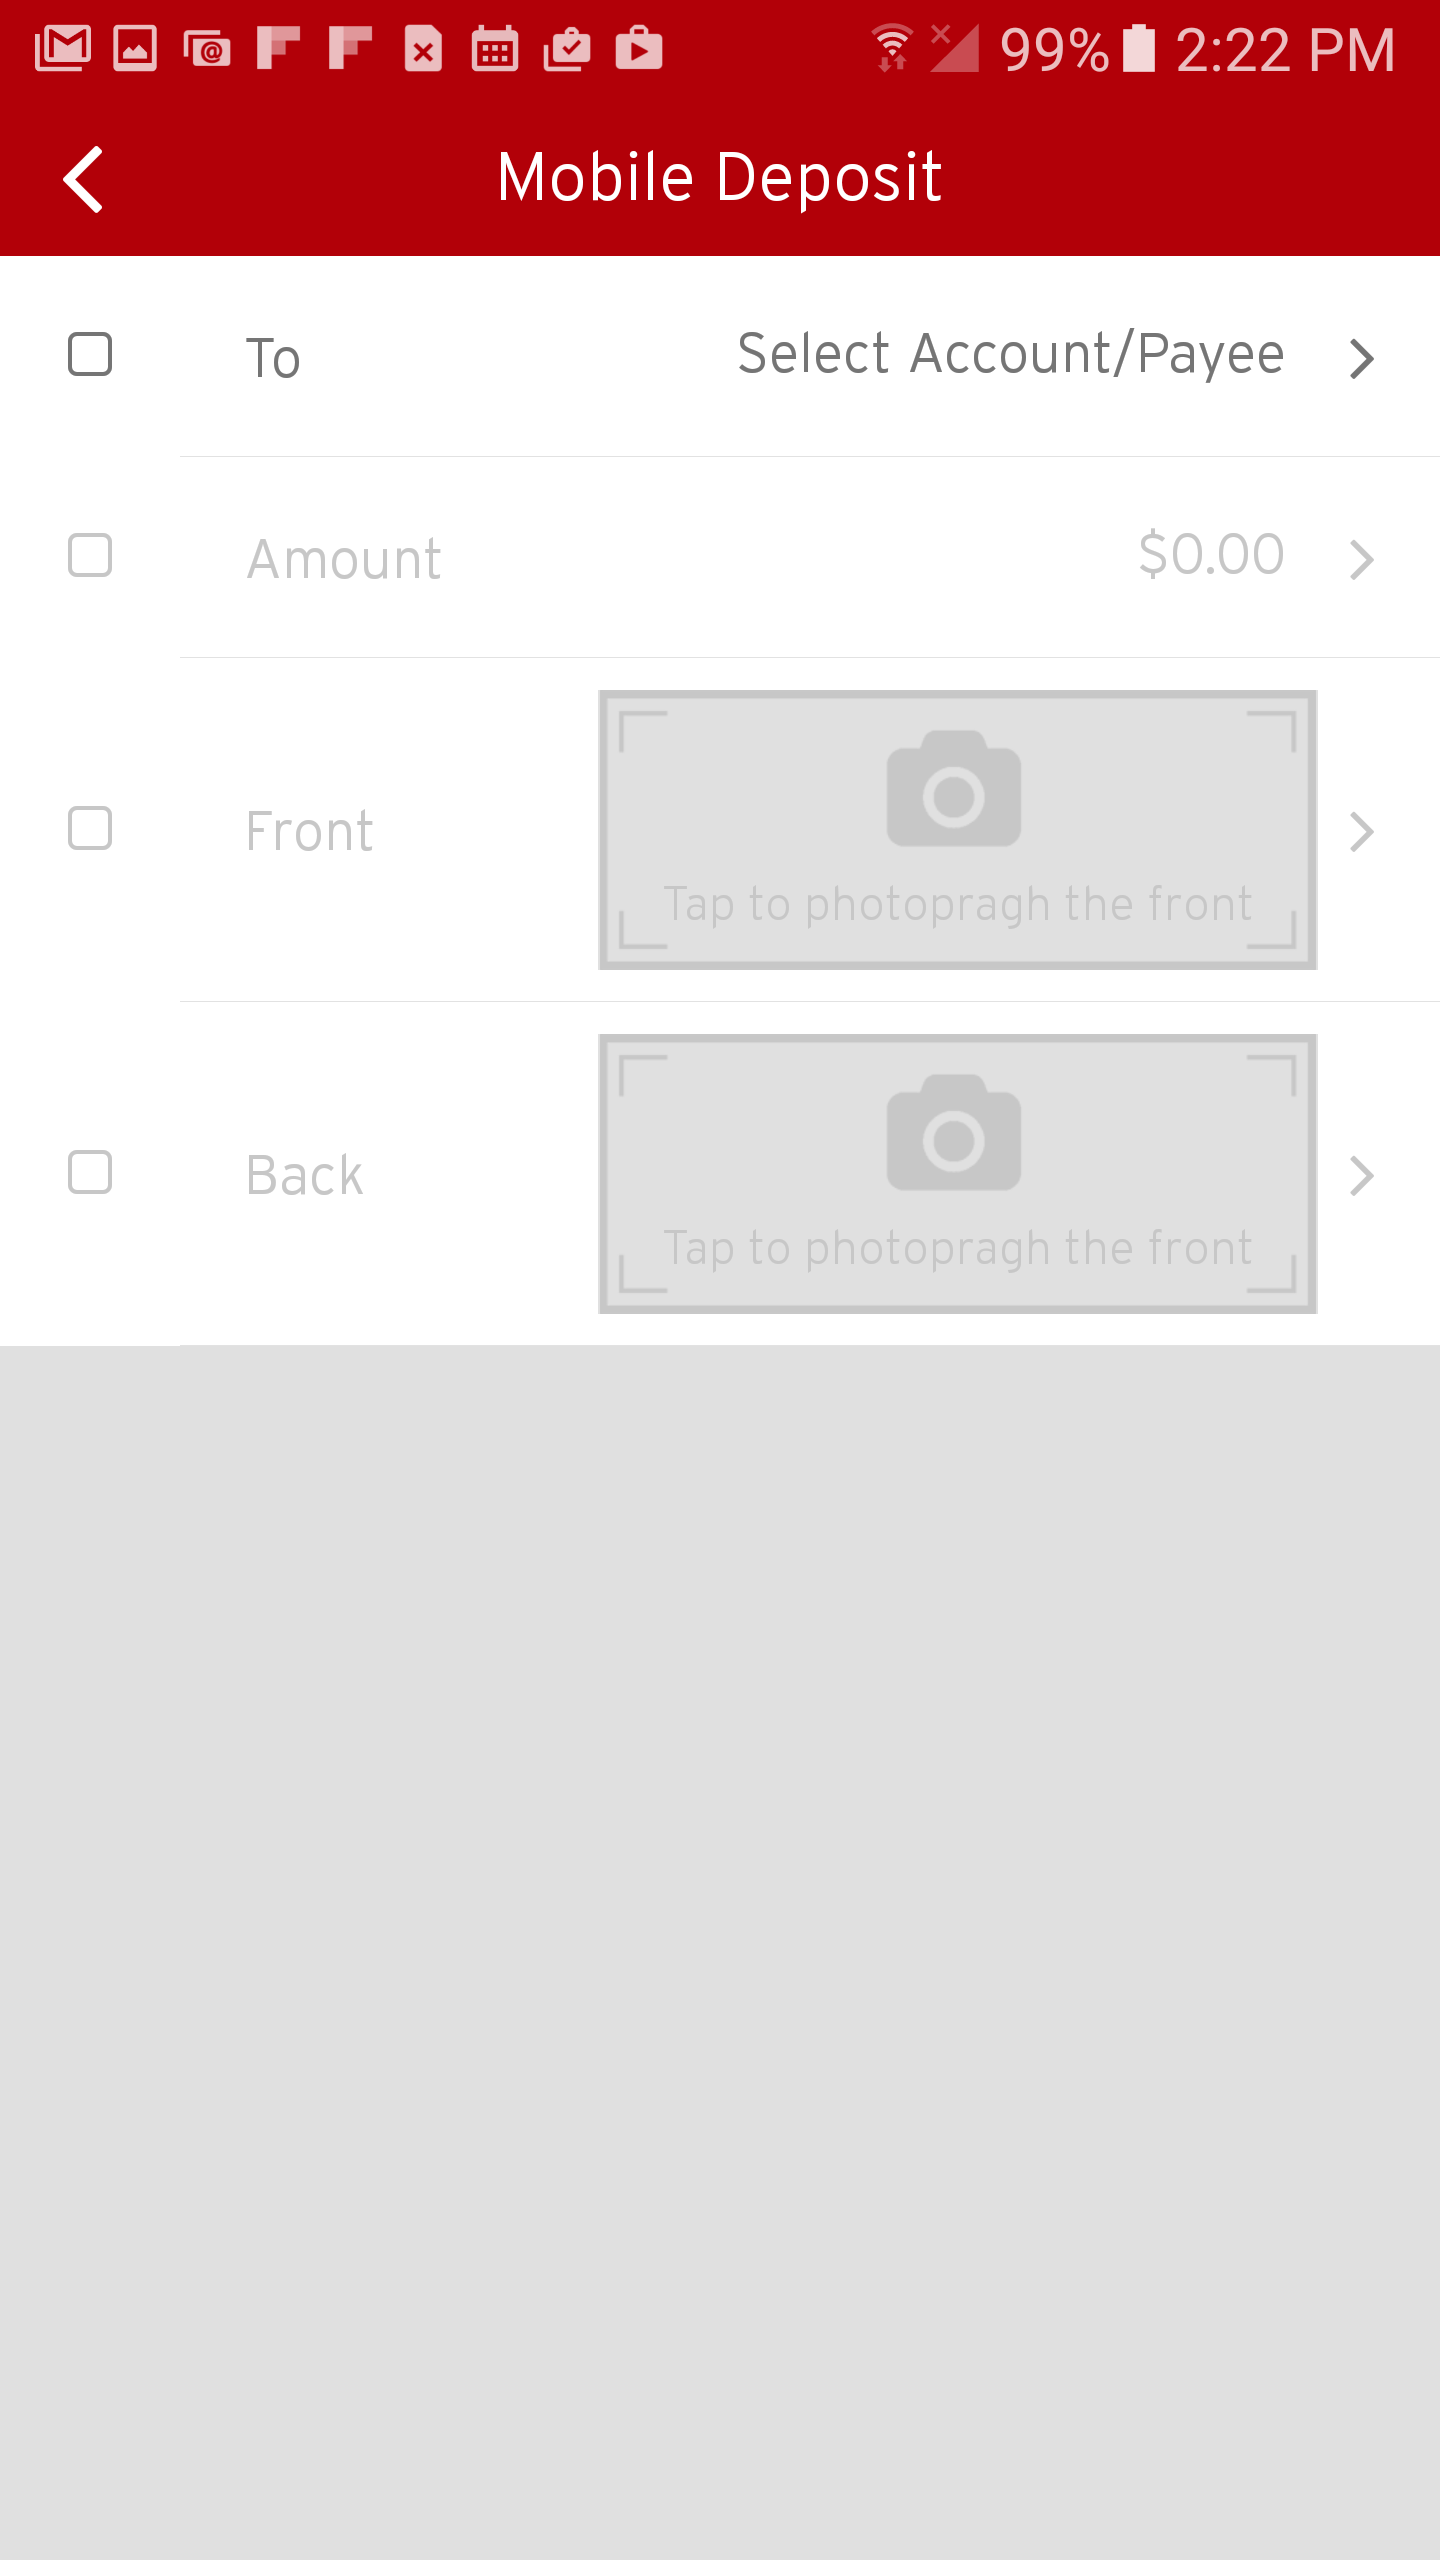 99% 2:22 PM
Mobile Deposit
To Select Account/Payee
Amount $0.00
Front
Tap to photopragh the front
Back
Tap to photopragh the front